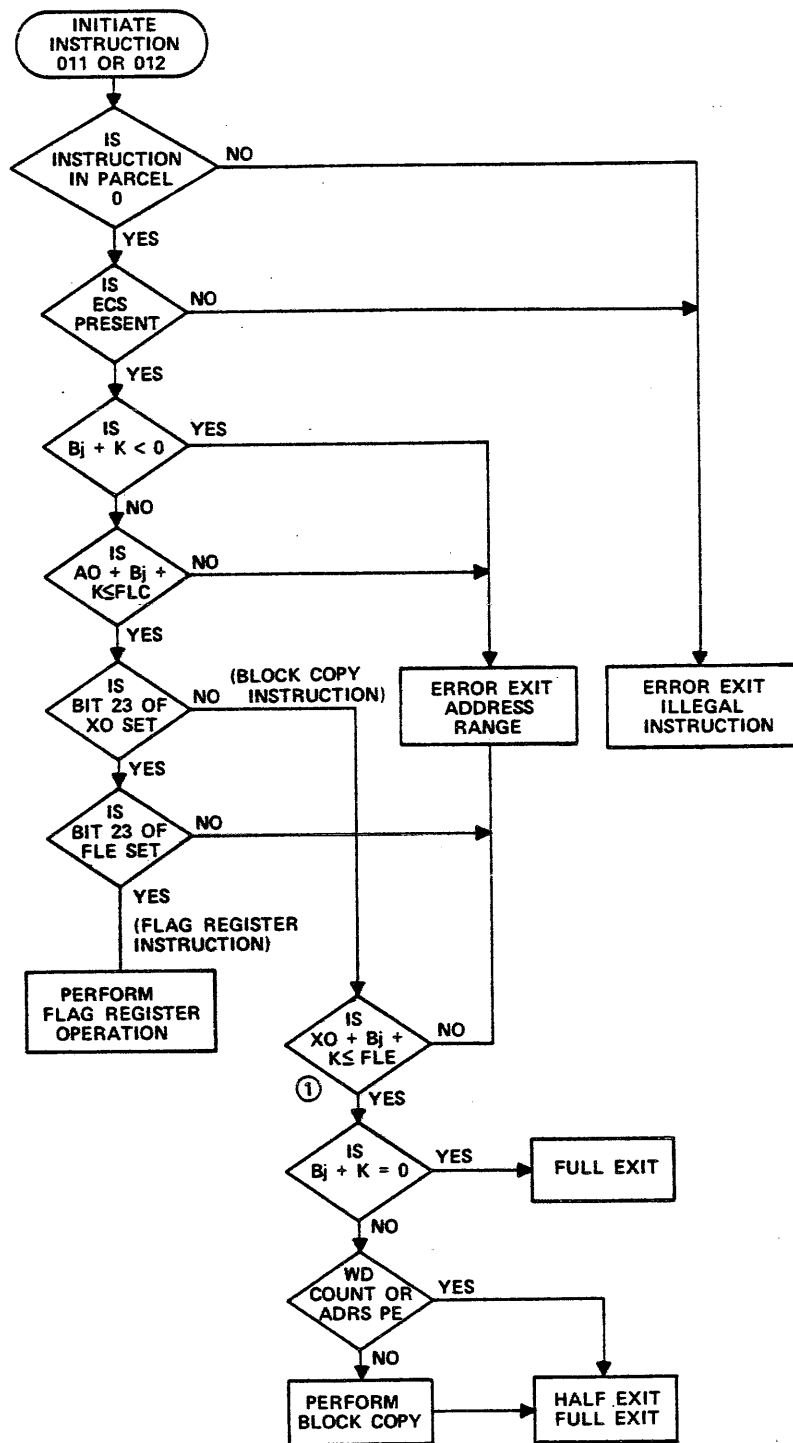 INITIATE
INSTRUCTION
011 OR 012
IS
INSTRUCTION
IN PARCEL
0
NO
YES
IS
ECS
PRESENT
NO
YES
IS
Bj + K < 0
YES
NO
IS
AO + Bj +
K≤FLC
NO
YES
IS
BIT 23 OF
XO SET
NO
(BLOCK COPY
INSTRUCTION)
ERROR EXIT
ADDRESS
RANGE
ERROR EXIT
ILLEGAL
INSTRUCTION
YES
IS
BIT 23 OF
FLE SET
NO
YES
(FLAG REGISTER
INSTRUCTION)
PERFORM
FLAG REGISTER
OPERATION
IS
XO + Bj +
K≤ FLE
NO
1
YES
IS
Bj + K = 0
YES
FULL EXIT
NO
WD
COUNT OR
ADRS PE
YES
NO
PERFORM
BLOCK COPY
HALF EXIT
FULL EXIT